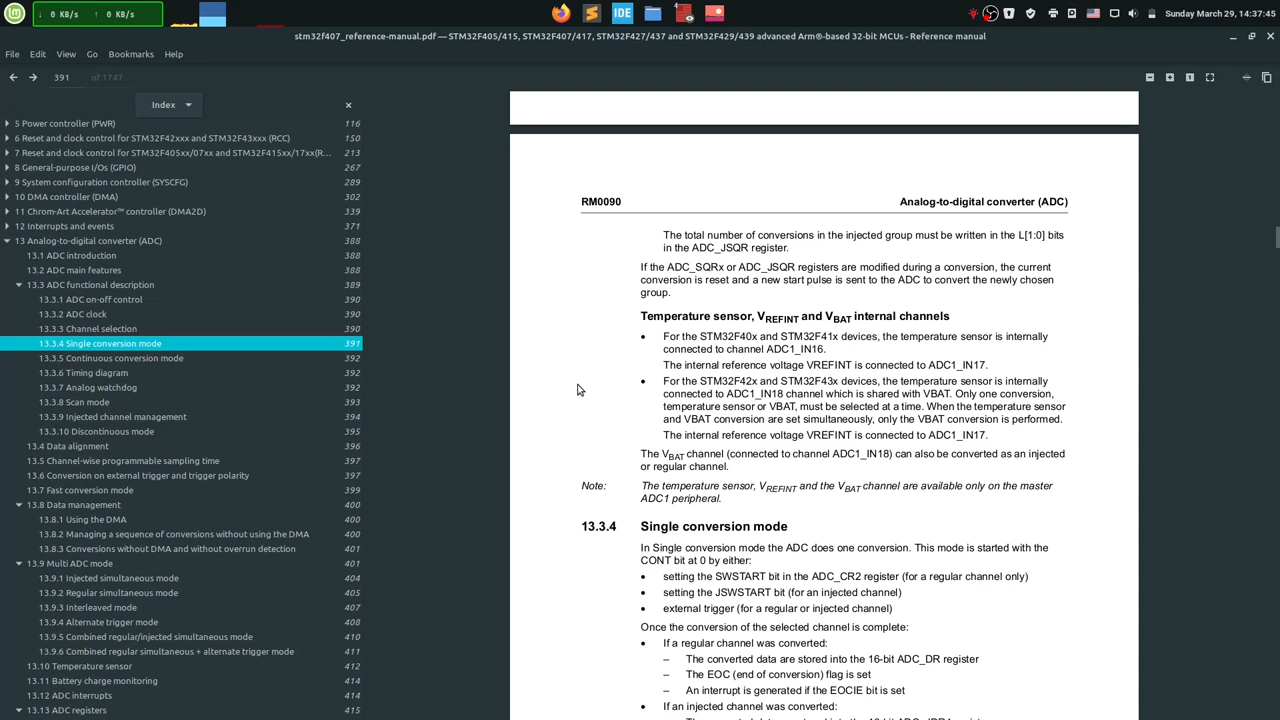 ↓ 0 KB/s ↑ 0 KB/s
IDE
Sunday March 29, 14:37:45
stm32f407_reference-manual.pdf — STM32F405/415, STM32F407/417, STM32F427/437 and STM32F429/439 advanced Arm®-based 32-bit MCUs - Reference manual
File Edit View Go Bookmarks Help
391 of 1747
Index
5 Power controller (PWR) 116
6 Reset and clock control for STM32F42xxx and STM32F43xxx (RCC) 150
7 Reset and clock control for STM32F405xx/07xx and STM32F415xx/17xx(R... 213
8 General-purpose I/Os (GPIO) 267
9 System configuration controller (SYSCFG) 289
10 DMA controller (DMA) 302
11 Chrom-Art Accelerator™ controller (DMA2D) 339
12 Interrupts and events 371
13 Analog-to-digital converter (ADC) 388
13.1 ADC introduction 388
13.2 ADC main features 388
13.3 ADC functional description 389
13.3.1 ADC on-off control 390
13.3.2 ADC clock 390
13.3.3 Channel selection 390
13.3.4 Single conversion mode 391
13.3.5 Continuous conversion mode 392
13.3.6 Timing diagram 392
13.3.7 Analog watchdog 392
13.3.8 Scan mode 393
13.3.9 Injected channel management 394
13.3.10 Discontinuous mode 395
13.4 Data alignment 396
13.5 Channel-wise programmable sampling time 397
13.6 Conversion on external trigger and trigger polarity 397
13.7 Fast conversion mode 399
13.8 Data management 400
13.8.1 Using the DMA 400
13.8.2 Managing a sequence of conversions without using the DMA 400
13.8.3 Conversions without DMA and without overrun detection 401
13.9 Multi ADC mode 401
13.9.1 Injected simultaneous mode 404
13.9.2 Regular simultaneous mode 405
13.9.3 Interleaved mode 407
13.9.4 Alternate trigger mode 408
13.9.5 Combined regular/injected simultaneous mode 410
13.9.6 Combined regular simultaneous + alternate trigger mode 411
13.10 Temperature sensor 412
13.11 Battery charge monitoring 414
13.12 ADC interrupts 414
13.13 ADC registers 415
RM0090 Analog-to-digital converter (ADC)
The total number of conversions in the injected group must be written in the L[1:0] bits
in the ADC_JSQR register.
If the ADC_SQRx or ADC_JSQR registers are modified during a conversion, the current
conversion is reset and a new start pulse is sent to the ADC to convert the newly chosen
group.
Temperature sensor, VREFINT and VBAT internal channels
• For the STM32F40x and STM32F41x devices, the temperature sensor is internally
connected to channel ADC1_IN16.
The internal reference voltage VREFINT is connected to ADC1_IN17.
• For the STM32F42x and STM32F43x devices, the temperature sensor is internally
connected to ADC1_IN18 channel which is shared with VBAT. Only one conversion,
temperature sensor or VBAT, must be selected at a time. When the temperature sensor
and VBAT conversion are set simultaneously, only the VBAT conversion is performed.
The internal reference voltage VREFINT is connected to ADC1_IN17.
The VBAT channel (connected to channel ADC1_IN18) can also be converted as an injected
or regular channel.
Note: The temperature sensor, VREFINT and the VBAT channel are available only on the master
ADC1 peripheral.
13.3.4 Single conversion mode
In Single conversion mode the ADC does one conversion. This mode is started with the
CONT bit at 0 by either:
• setting the SWSTART bit in the ADC_CR2 register (for a regular channel only)
• setting the JSWSTART bit (for an injected channel)
• external trigger (for a regular or injected channel)
Once the conversion of the selected channel is complete:
• If a regular channel was converted:
– The converted data are stored into the 16-bit ADC_DR register
– The EOC (end of conversion) flag is set
– An interrupt is generated if the EOCIE bit is set
• If an injected channel was converted: